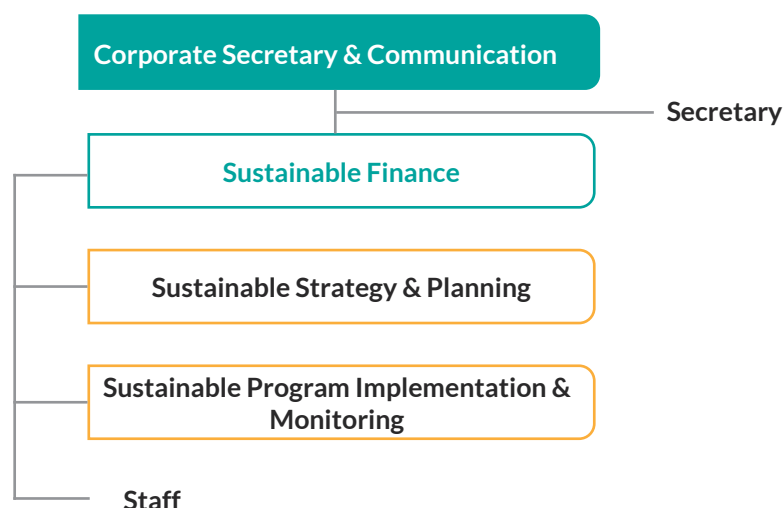 Corporate Secretary & Communication
Secretary
Sustainable Finance
Sustainable Strategy & Planning
Sustainable Program Implementation &
Monitoring
Staff